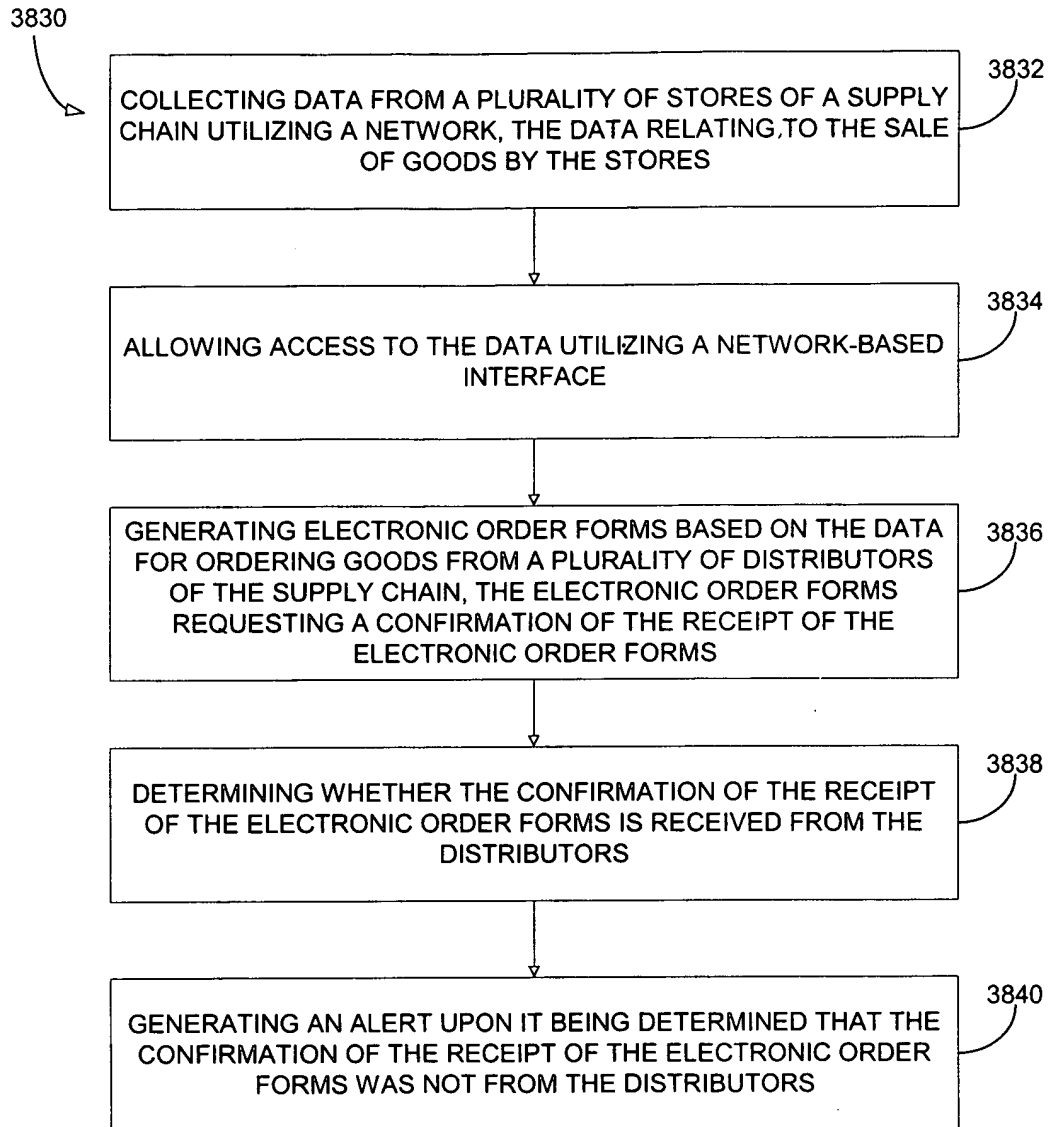 3830
3832
COLLECTING DATA FROM A PLURALITY OF STORES OF A SUPPLY
CHAIN UTILIZING A NETWORK, THE DATA RELATING,TO THE SALE
OF GOODS BY THE STORES
3834
ALLOWING ACCESS TO THE DATA UTILIZING A NETWORK-BASED
INTERFACE
3836
GENERATING ELECTRONIC ORDER FORMS BASED ON THE DATA
FOR ORDERING GOODS FROM A PLURALITY OF DISTRIBUTORS
OF THE SUPPLY CHAIN, THE ELECTRONIC ORDER FORMS
REQUESTING A CONFIRMATION OF THE RECEIPT OF THE
ELECTRONIC ORDER FORMS
3838
DETERMINING WHETHER THE CONFIRMATION OF THE RECEIPT
OF THE ELECTRONIC ORDER FORMS IS RECEIVED FROM THE
DISTRIBUTORS
3840
GENERATING AN ALERT UPON IT BEING DETERMINED THAT THE
CONFIRMATION OF THE RECEIPT OF THE ELECTRONIC ORDER
FORMS WAS NOT FROM THE DISTRIBUTORS